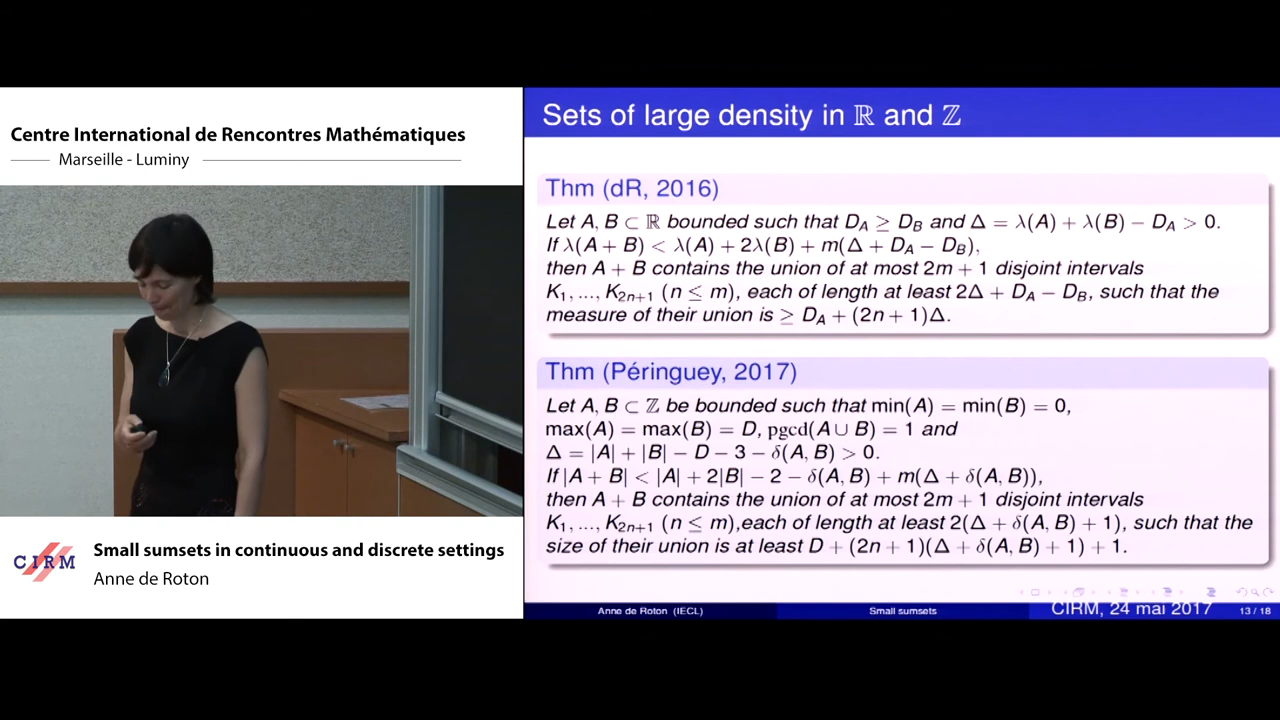 Centre International de Rencontres Mathématiques
Marseille - Luminy
CIRM
Small sumsets in continuous and discrete settings
Anne de Roton
Sets of large density in ℝ and ℤ
Thm (dR, 2016)
Let A, B ⊂ ℝ bounded such that D_A ≥ D_B and Δ = λ(A) + λ(B) − D_A > 0.
If λ(A + B) < λ(A) + 2λ(B) + m(Δ + D_A − D_B),
then A + B contains the union of at most 2m + 1 disjoint intervals
K_1, ..., K_{2n+1} (n ≤ m), each of length at least 2Δ + D_A − D_B, such that the
measure of their union is ≥ D_A + (2n + 1)Δ.
Thm (Péringuey, 2017)
Let A, B ⊂ ℤ be bounded such that min(A) = min(B) = 0,
max(A) = max(B) = D, pgcd(A ∪ B) = 1 and
Δ = |A| + |B| − D − 3 − δ(A, B) > 0.
If |A + B| < |A| + 2|B| − 2 − δ(A, B) + m(Δ + δ(A, B)),
then A + B contains the union of at most 2m + 1 disjoint intervals
K_1, ..., K_{2n+1} (n ≤ m),each of length at least 2(Δ + δ(A, B) + 1), such that the
size of their union is at least D + (2n + 1)(Δ + δ(A, B) + 1) + 1.
Anne de Roton (IECL)
Small sumsets
CIRM, 24 mai 2017
13 / 18